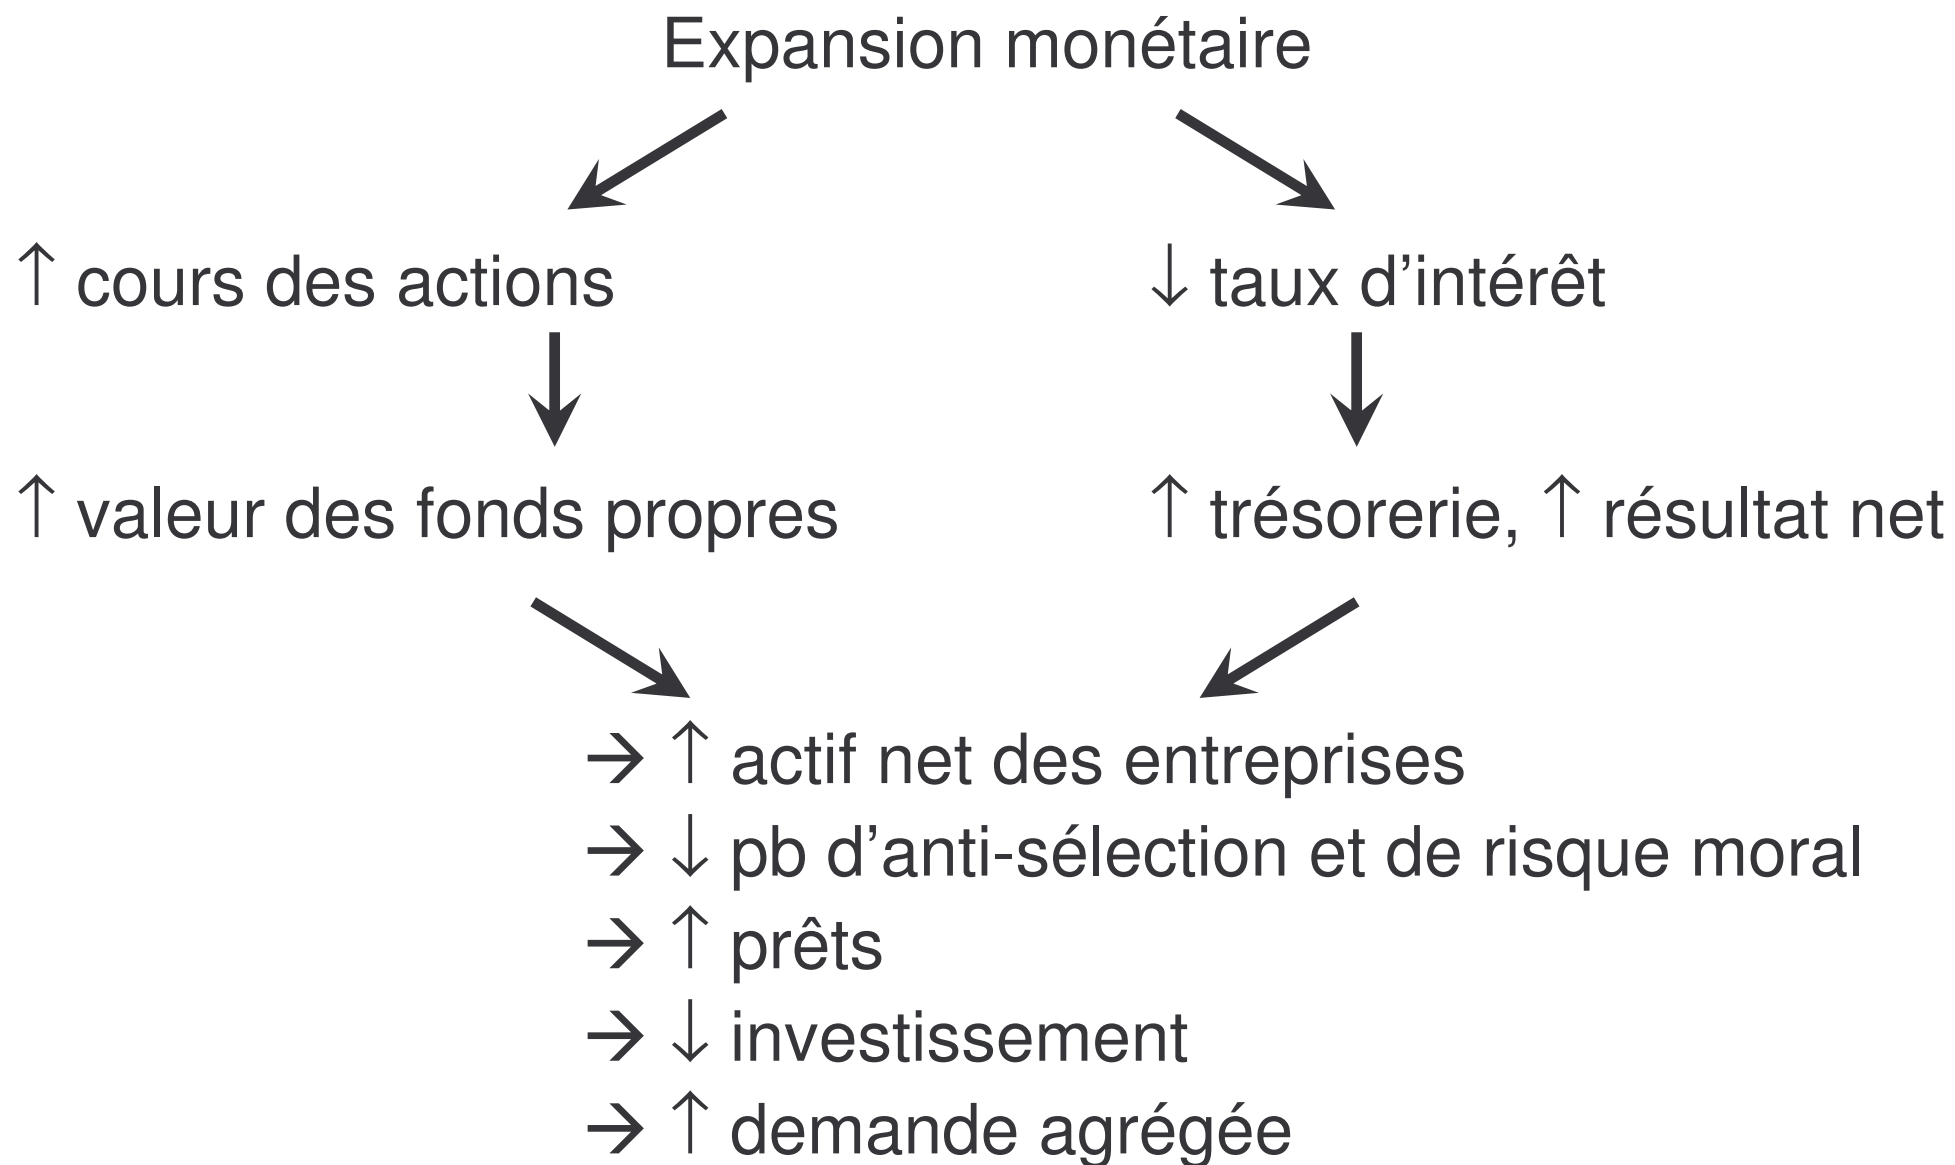 Expansion monétaire
↑ cours des actions
↓ taux d’intérêt
↑ valeur des fonds propres
↑ trésorerie, ↑ résultat net
→ ↑ actif net des entreprises
→ ↓ pb d’anti-sélection et de risque moral
→ ↑ prêts
→ ↓ investissement
→ ↑ demande agrégée